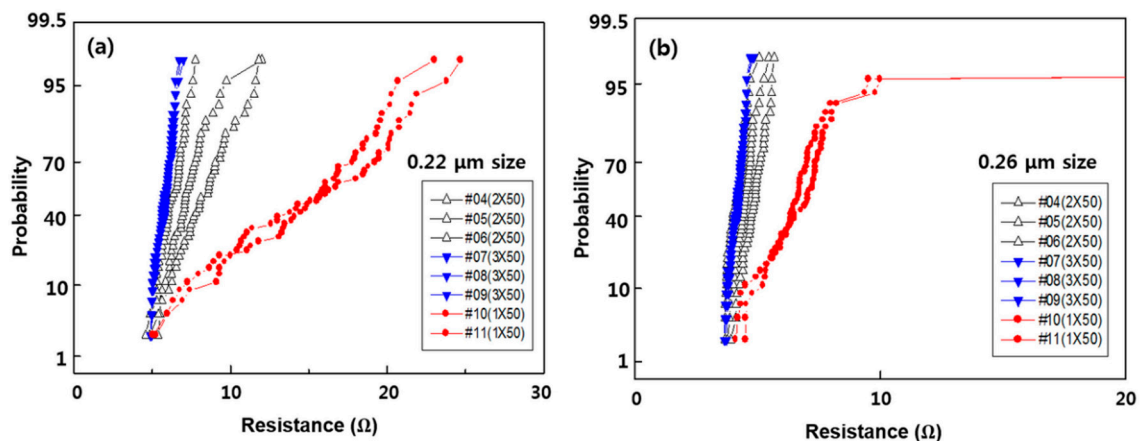 99.5
(a)
95
Probability
70
0.22 μm size
40
10
1
#04(2X50)
#05(2X50)
#06(2X50)
#07(3X50)
#08(3X50)
#09(3X50)
#10(1X50)
#11(1X50)
0 10 20 30
Resistance (Ω)
99.5
(b)
95
Probability
70
0.26 μm size
40
10
1
#04(2X50)
#05(2X50)
#06(2X50)
#07(3X50)
#08(3X50)
#09(3X50)
#10(1X50)
#11(1X50)
0 10 20
Resistance (Ω)